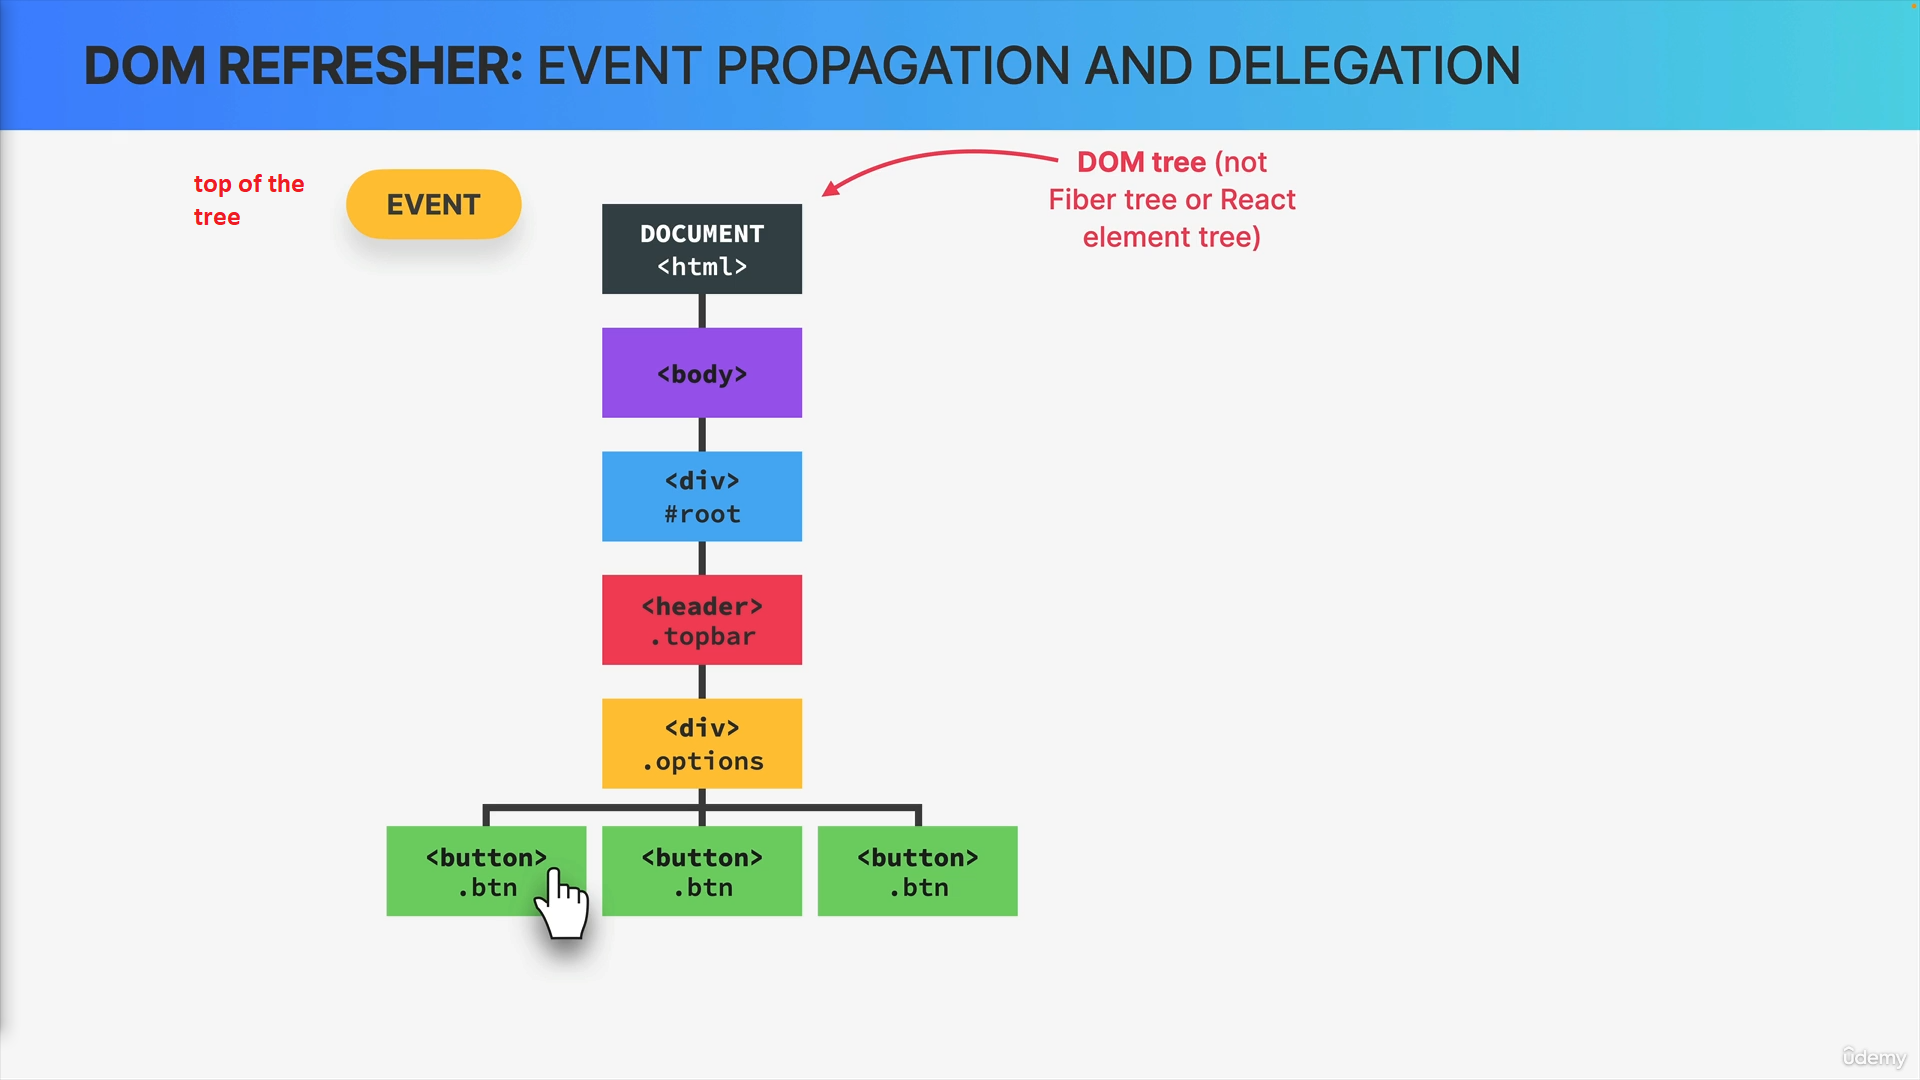 DOM REFRESHER: EVENT PROPAGATION AND DELEGATION
top of the
tree
EVENT
DOM tree (not
Fiber tree or React
element tree)
DOCUMENT
<html>
<body>
<div>
#root
<header>
.topbar
<div>
.options
<button>
.btn
<button>
.btn
<button>
.btn
ûdemy